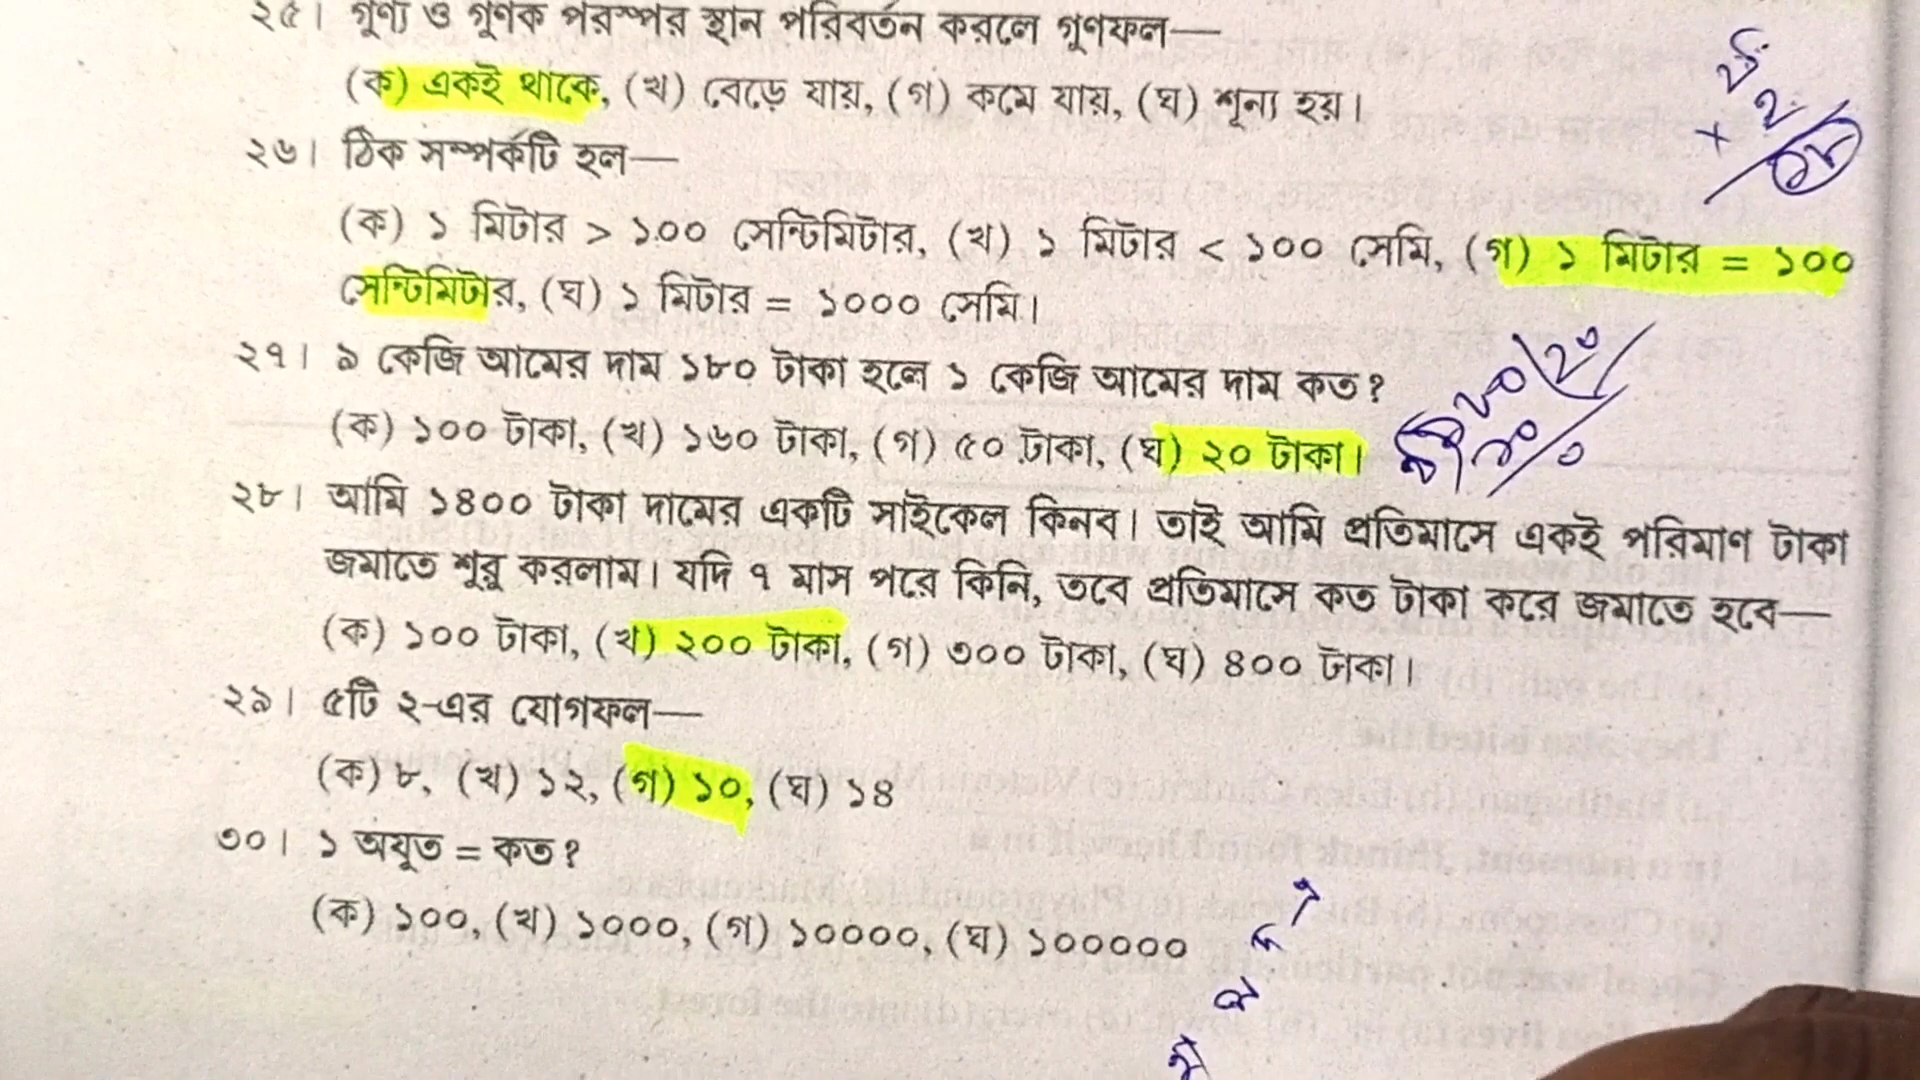 ২৫। গুণ্য ও গুণক পরস্পর স্থান পরিবর্তন করলে গুণফল—
(ক) একই থাকে, (খ) বেড়ে যায়, (গ) কমে যায়, (ঘ) শূন্য হয়।
২৬। ঠিক সম্পর্কটি হল—
(ক) ১ মিটার > ১০০ সেন্টিমিটার, (খ) ১ মিটার < ১০০ সেমি, (গ) ১ মিটার = ১০০
সেন্টিমিটার, (ঘ) ১ মিটার = ১০০০ সেমি।
২৭। ৯ কেজি আমের দাম ১৮০ টাকা হলে ১ কেজি আমের দাম কত?
(ক) ১০০ টাকা, (খ) ১৬০ টাকা, (গ) ৫০ টাকা, (ঘ) ২০ টাকা।
২৮। আমি ১৪০০ টাকা দামের একটি সাইকেল কিনব। তাই আমি প্রতিমাসে একই পরিমাণ টাকা
জমাতে শুরু করলাম। যদি ৭ মাস পরে কিনি, তবে প্রতিমাসে কত টাকা করে জমাতে হবে—
(ক) ১০০ টাকা, (খ) ২০০ টাকা, (গ) ৩০০ টাকা, (ঘ) ৪০০ টাকা।
২৯। ৫টি ২-এর যোগফল—
(ক) ৮, (খ) ১২, (গ) ১০, (ঘ) ১৪
৩০। ১ অযুত = কত?
(ক) ১০০, (খ) ১০০০, (গ) ১০০০০, (ঘ) ১০০০০০